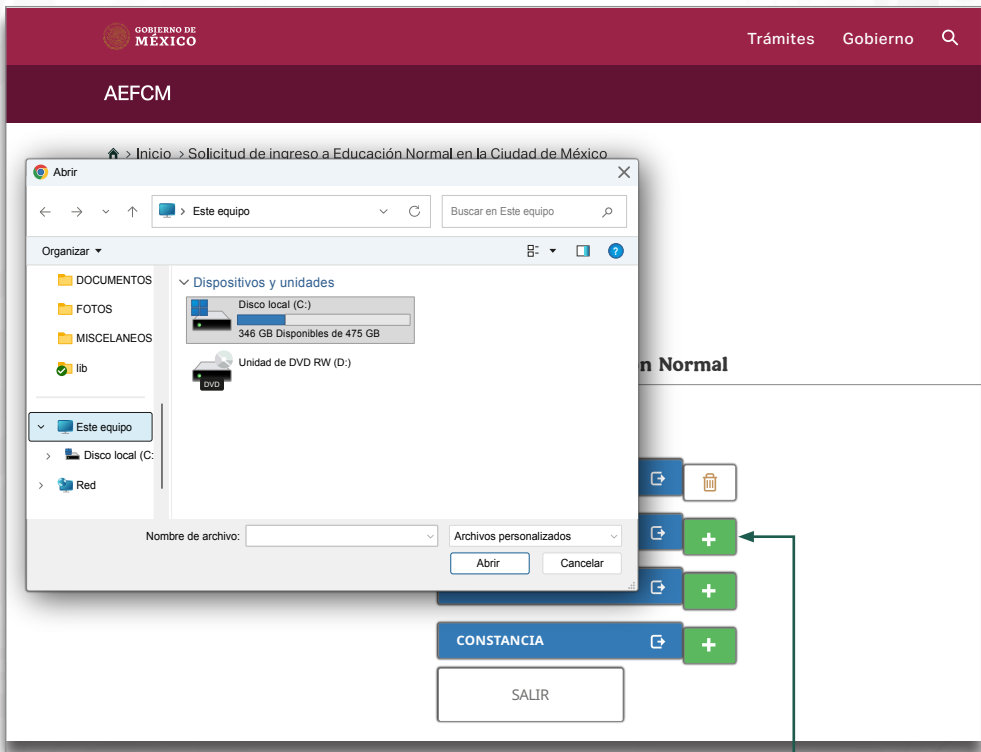 GOBIERNO DE
MÉXICO
Trámites Gobierno
AEFCM
> Inicio > Solicitud de ingreso a Educación Normal en la Ciudad de México
Abrir
> Este equipo
Buscar en Este equipo
Organizar
?
DOCUMENTOS
FOTOS
MISCELANEOS
lib
Este equipo
Disco local (C:
Red
Dispositivos y unidades
Disco local (C:)
346 GB Disponibles de 475 GB
Unidad de DVD RW (D:)
DVD
n Normal
Nombre de archivo:
Archivos personalizados
Abrir Cancelar
+
+
CONSTANCIA
+
SALIR